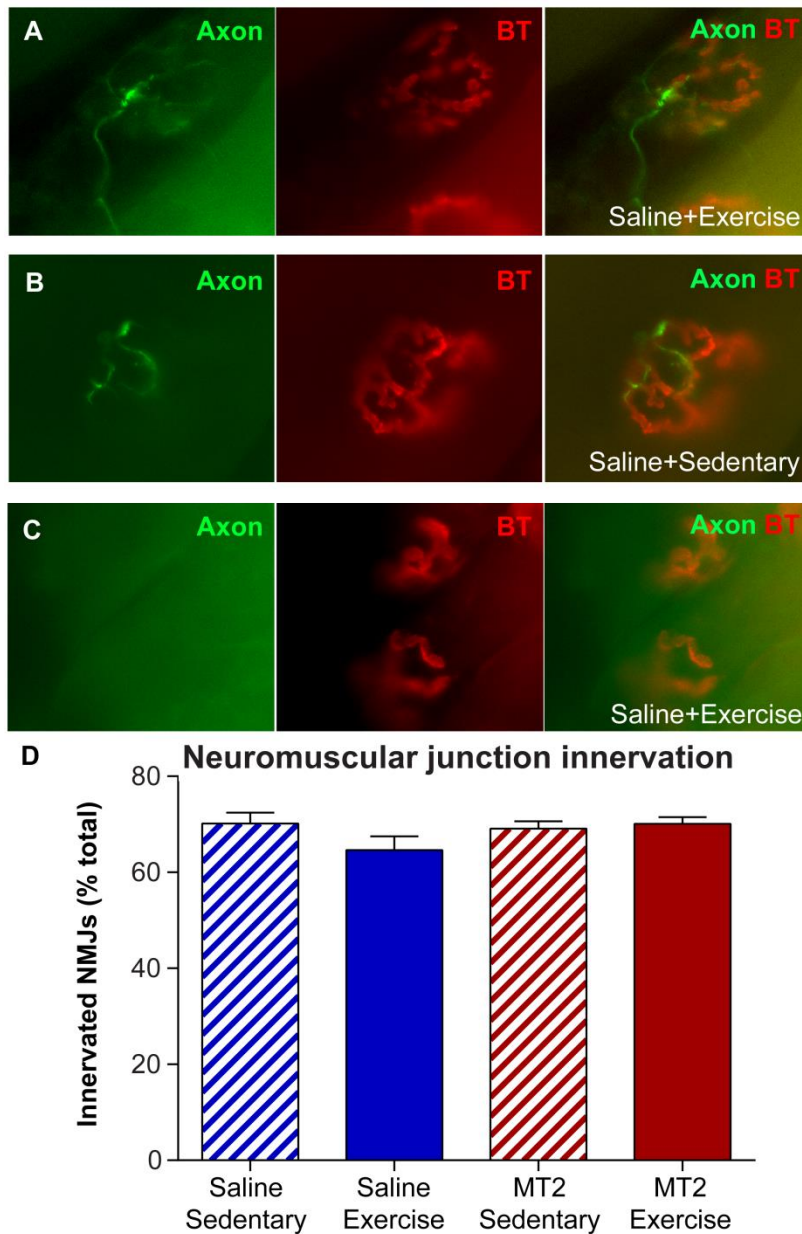 A Axon BT Axon BT
Saline+Exercise
B Axon BT Axon BT
Saline+Sedentary
C Axon BT Axon BT
Saline+Exercise
D Neuromuscular junction innervation
Innervated NMJs (% total)
80
60
40
20
0
Saline Saline MT2 MT2
Sedentary Exercise Sedentary Exercise